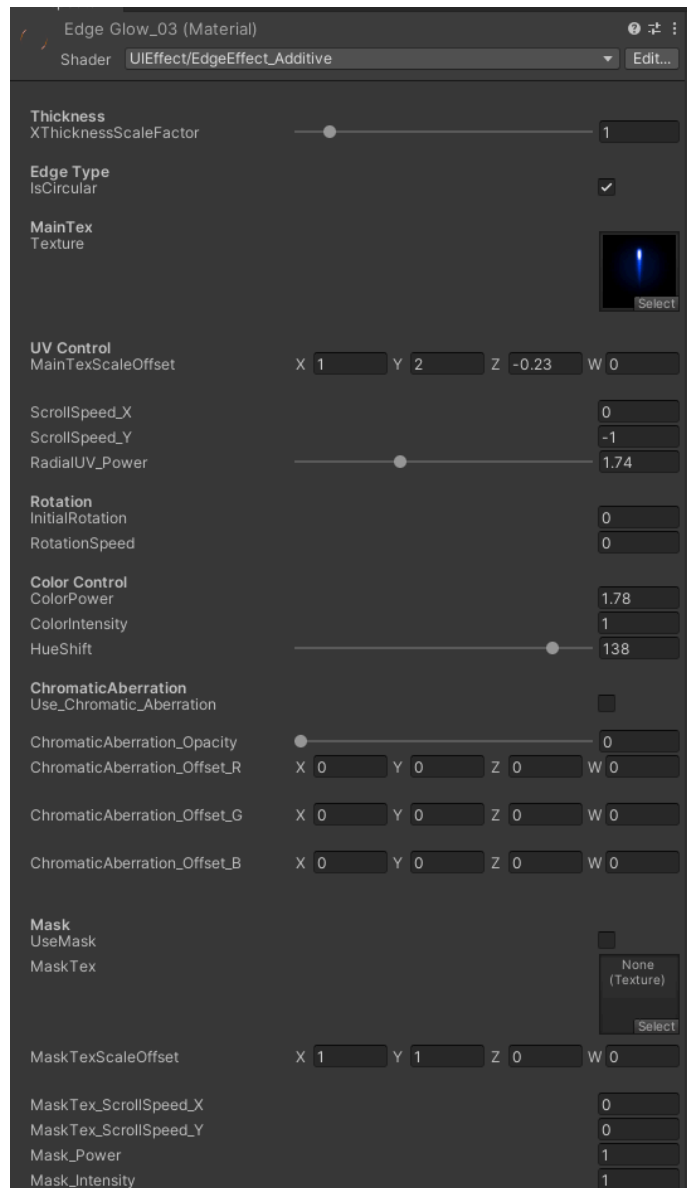 Edge Glow_03 (Material)
Shader UIEffect/EdgeEffect_Additive Edit...
Thickness
XThicknessScaleFactor 1
Edge Type
IsCircular
MainTex
Texture
Select
UV Control
MainTexScaleOffset X 1 Y 2 Z -0.23 W 0
ScrollSpeed_X 0
ScrollSpeed_Y -1
RadialUV_Power 1.74
Rotation
InitialRotation 0
RotationSpeed 0
Color Control
ColorPower 1.78
ColorIntensity 1
HueShift 138
ChromaticAberration
Use_Chromatic_Aberration
ChromaticAberration_Opacity 0
ChromaticAberration_Offset_R X 0 Y 0 Z 0 W 0
ChromaticAberration_Offset_G X 0 Y 0 Z 0 W 0
ChromaticAberration_Offset_B X 0 Y 0 Z 0 W 0
Mask
UseMask
MaskTex None
(Texture)
Select
MaskTexScaleOffset X 1 Y 1 Z 0 W 0
MaskTex_ScrollSpeed_X 0
MaskTex_ScrollSpeed_Y 0
Mask_Power 1
Mask_Intensity 1